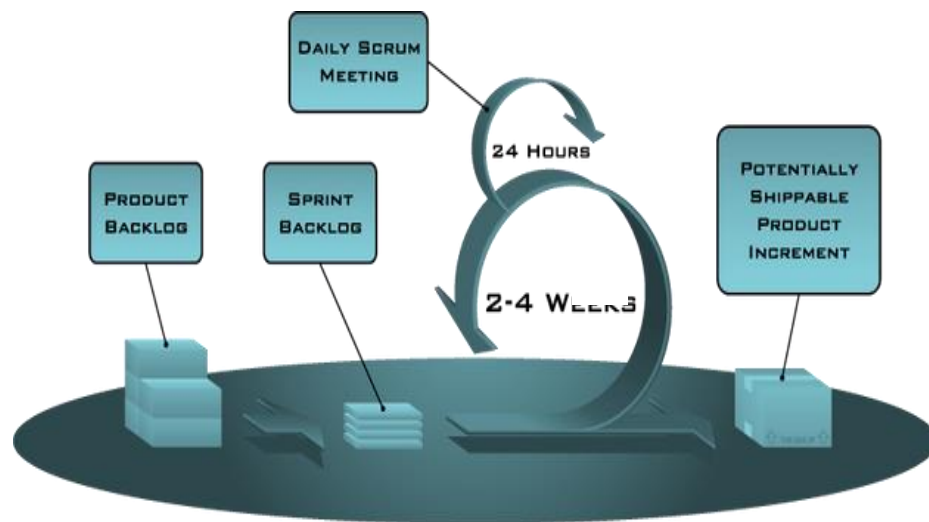 DAILY SCRUM
MEETING
24 HOURS
PRODUCT
BACKLOG
SPRINT
BACKLOG
POTENTIALLY
SHIPPABLE
PRODUCT
INCREMENT
2-4 WEEKS